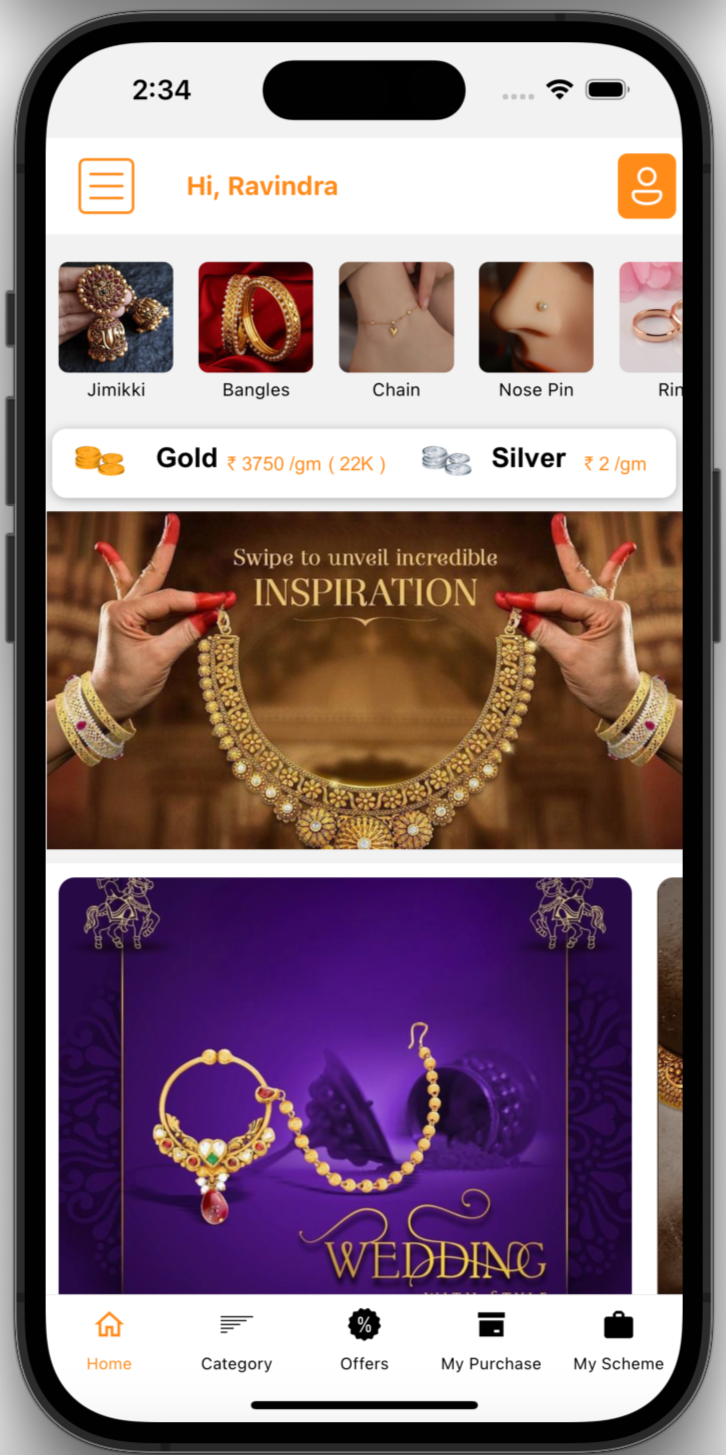 2:34
Hi, Ravindra
Jimikki
Bangles
Chain
Nose Pin
Rin
Gold ₹ 3750 /gm ( 22K )
Silver ₹ 2 /gm
Swipe to unveil incredible
INSPIRATION
WEDDING
%
Home
Category
Offers
My Purchase
My Scheme